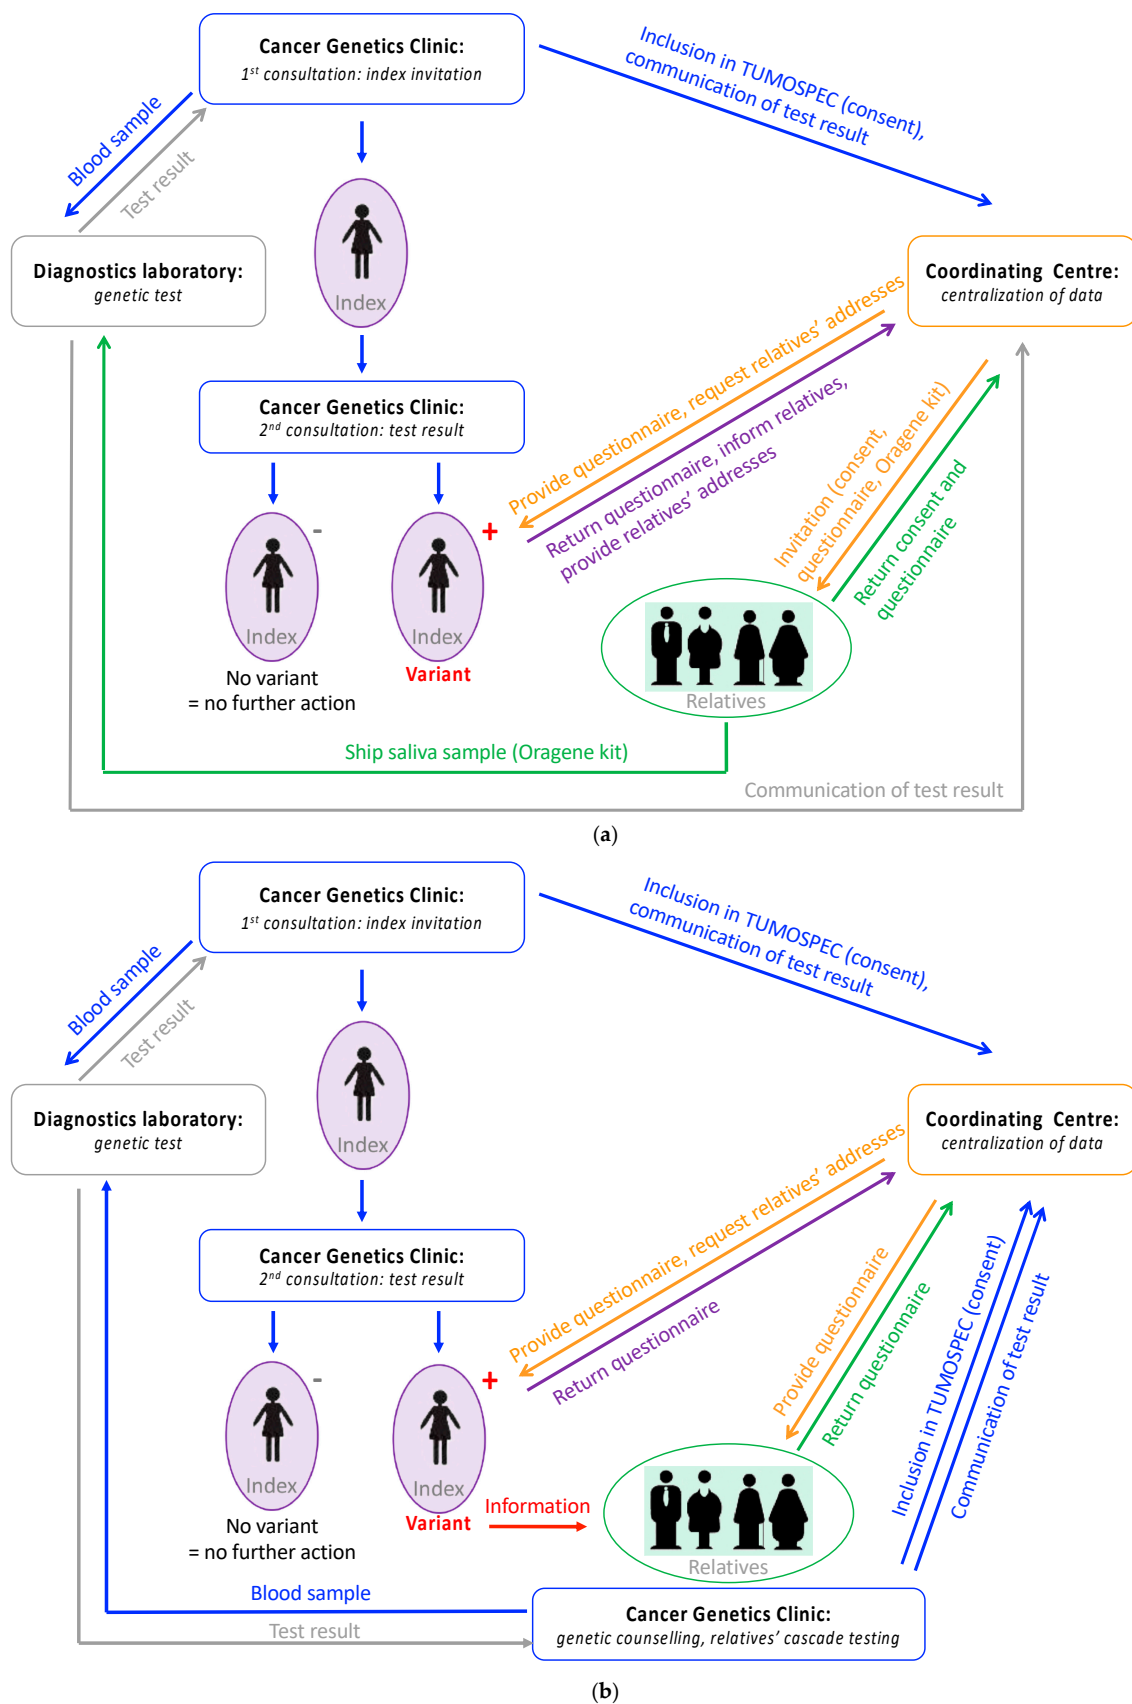 Cancer Genetics Clinic:
1st consultation: index invitation
Inclusion in TUMOSPEC (consent),
communication of test result
Blood sample
Test result
Diagnostics laboratory:
genetic test
Index
Coordinating Centre:
centralization of data
Cancer Genetics Clinic:
2nd consultation: test result
Provide questionnaire, request relatives' addresses
Return questionnaire, inform relatives,
provide relatives' addresses
Invitation (consent,
questionnaire, Oragene kit)
Return consent and
questionnaire
-
+
Index
Index
No variant
= no further action
Variant
Relatives
Ship saliva sample (Oragene kit)
Communication of test result
(a)
Cancer Genetics Clinic:
1st consultation: index invitation
Inclusion in TUMOSPEC (consent),
communication of test result
Blood sample
Test result
Diagnostics laboratory:
genetic test
Index
Coordinating Centre:
centralization of data
Cancer Genetics Clinic:
2nd consultation: test result
Provide questionnaire, request relatives' addresses
Return questionnaire
Provide questionnaire
Return questionnaire
Inclusion in TUMOSPEC (consent)
Communication of test result
-
+
Index
Index
No variant
= no further action
Variant
Information
Relatives
Blood sample
Test result
Cancer Genetics Clinic:
genetic counselling, relatives' cascade testing
(b)